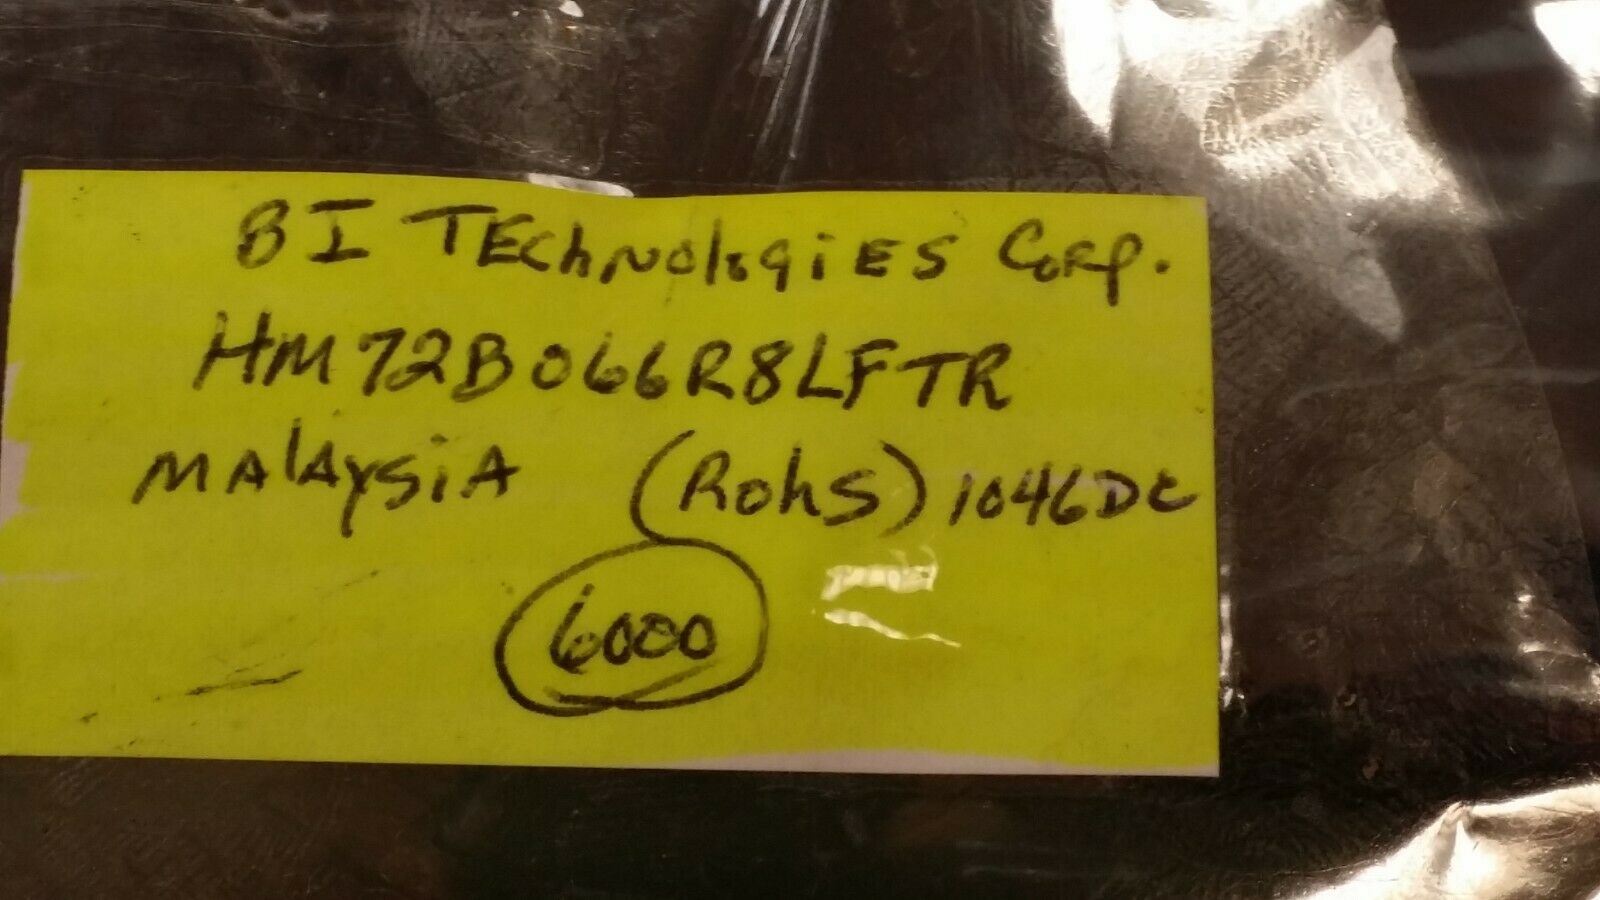 BI TEchNologiES CoRp.
HM72B066R8LFTR
MAlAysiA (Rohs) 1046DC
6000